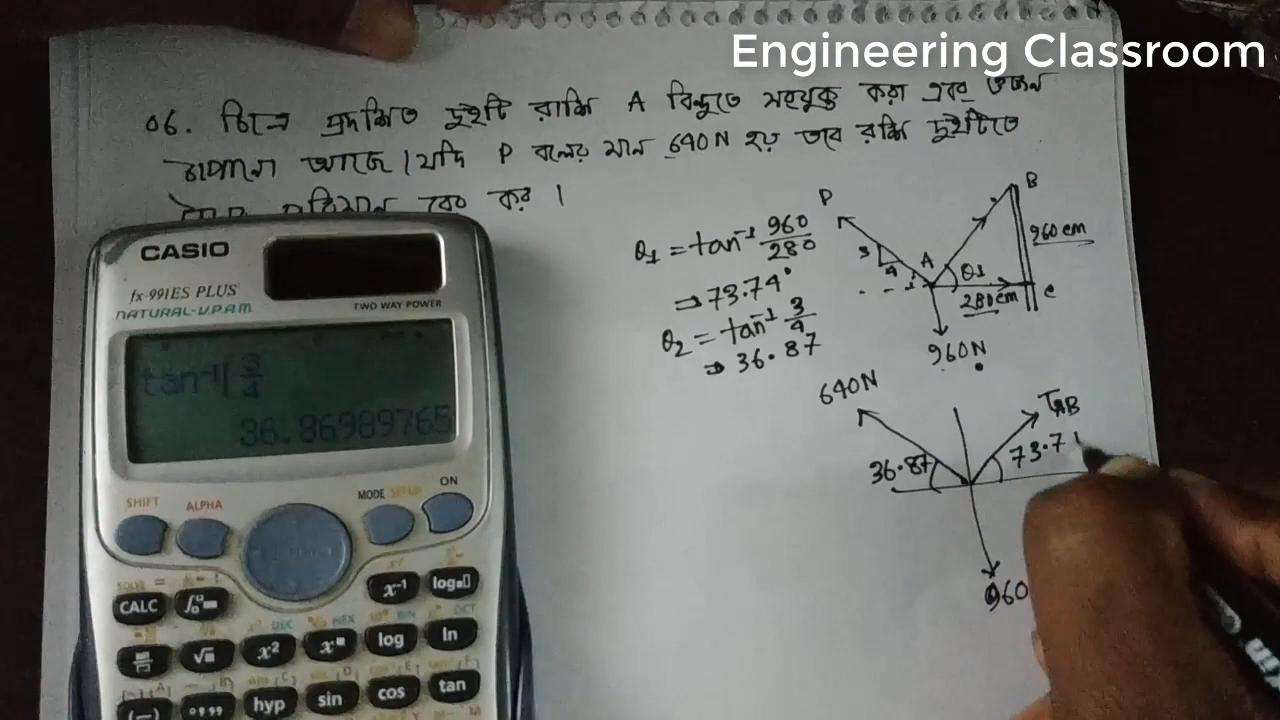 Engineering Classroom
06. চিত্রে প্রদর্শিত দুইটি রাশি A বিন্দুতে সংযুক্ত করা এবং ওজন
চাপানো আছে। যদি P বলের মান 640N হয় তবে রাশি দুইটিতে
বের কর।
θ1 = tan⁻¹ 960/280
⇒ 73.74°
θ2 = tan⁻¹ 3/4
⇒ 36.87
P
3
4
A
θ1
B
960 cm
280 cm
C
960N
640N
TAB
36.87
73.7
960
CASIO
fx-991ES PLUS
NATURAL-V.P.A.M.
TWO WAY POWER
tan⁻¹(3/4
36.86989765
SHIFT
ALPHA
MODE SETUP
ON
SOLVE =
CALC
x⁻¹
log
x²
log
ln
hyp
sin
cos
tan